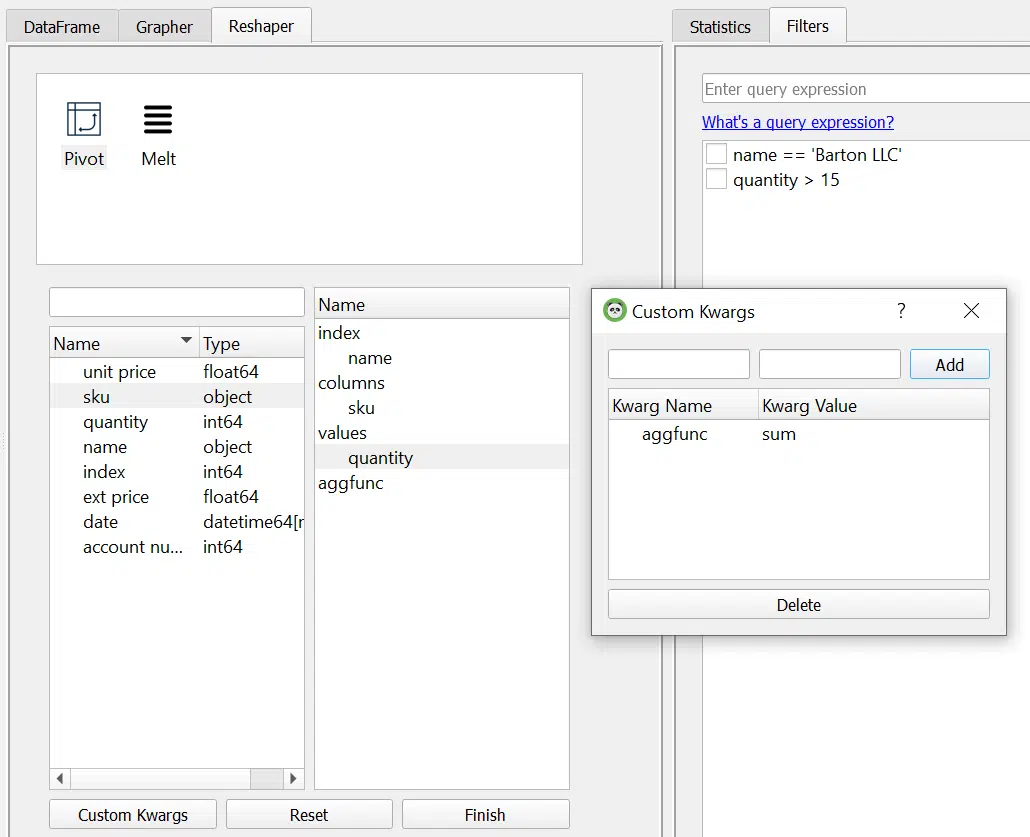 DataFrame Grapher Reshaper
Statistics Filters
Pivot Melt
Enter query expression
What's a query expression?
name == 'Barton LLC'
quantity > 15
Name Type
unit price float64
sku object
quantity int64
name object
index int64
ext price float64
date datetime64[r
account nu... int64
Name
index
name
columns
sku
values
quantity
aggfunc
Custom Kwargs ?
Add
Kwarg Name Kwarg Value
aggfunc sum
Delete
Custom Kwargs Reset Finish